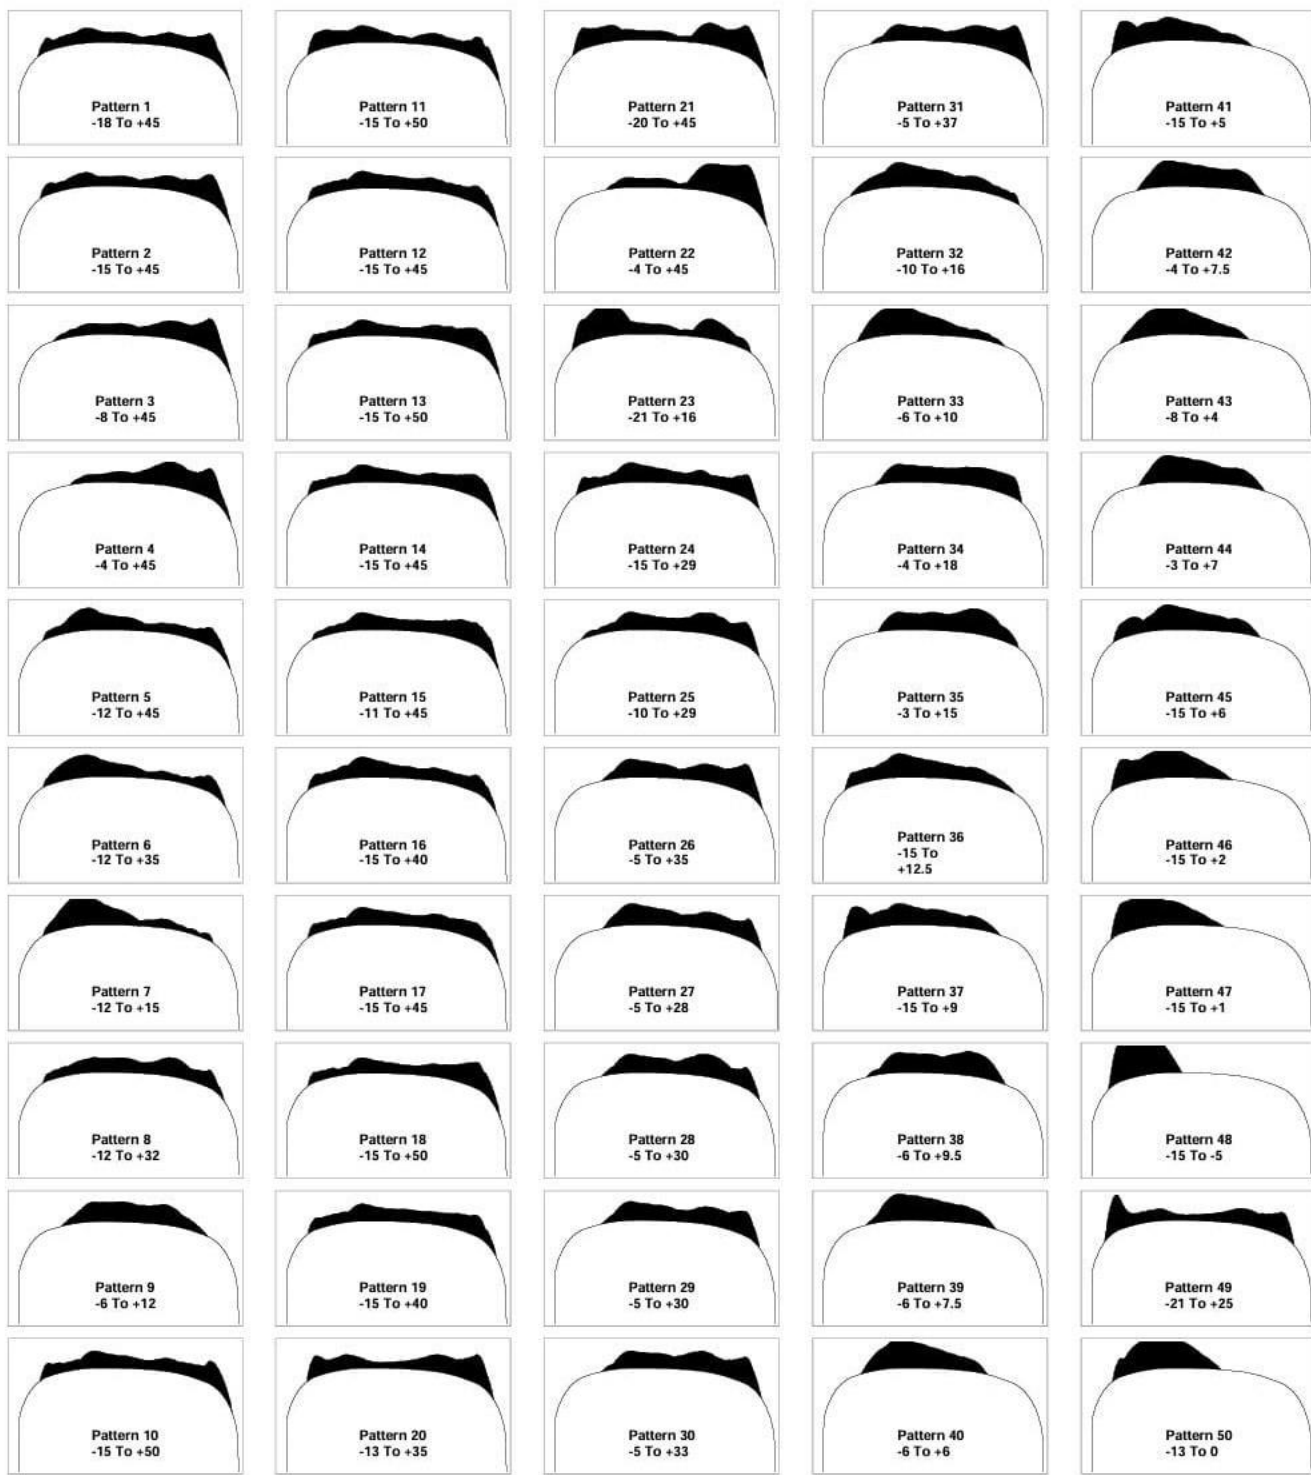 Pattern 1
-18 To +45
Pattern 11
-15 To +50
Pattern 21
-20 To +45
Pattern 31
-5 To +37
Pattern 41
-15 To +5
Pattern 2
-15 To +45
Pattern 12
-15 To +45
Pattern 22
-4 To +45
Pattern 32
-10 To +16
Pattern 42
-4 To +7.5
Pattern 3
-8 To +45
Pattern 13
-15 To +50
Pattern 23
-21 To +16
Pattern 33
-6 To +10
Pattern 43
-8 To +4
Pattern 4
-4 To +45
Pattern 14
-15 To +45
Pattern 24
-15 To +29
Pattern 34
-4 To +18
Pattern 44
-3 To +7
Pattern 5
-12 To +45
Pattern 15
-11 To +45
Pattern 25
-10 To +29
Pattern 35
-3 To +15
Pattern 45
-15 To +6
Pattern 6
-12 To +35
Pattern 16
-15 To +40
Pattern 26
-5 To +35
Pattern 36
-15 To
+12.5
Pattern 46
-15 To +2
Pattern 7
-12 To +15
Pattern 17
-15 To +45
Pattern 27
-5 To +28
Pattern 37
-15 To +9
Pattern 47
-15 To +1
Pattern 8
-12 To +32
Pattern 18
-15 To +50
Pattern 28
-5 To +30
Pattern 38
-6 To +9.5
Pattern 48
-15 To -5
Pattern 9
-6 To +12
Pattern 19
-15 To +40
Pattern 29
-5 To +30
Pattern 39
-6 To +7.5
Pattern 49
-21 To +25
Pattern 10
-15 To +50
Pattern 20
-13 To +35
Pattern 30
-5 To +33
Pattern 40
-6 To +6
Pattern 50
-13 To 0